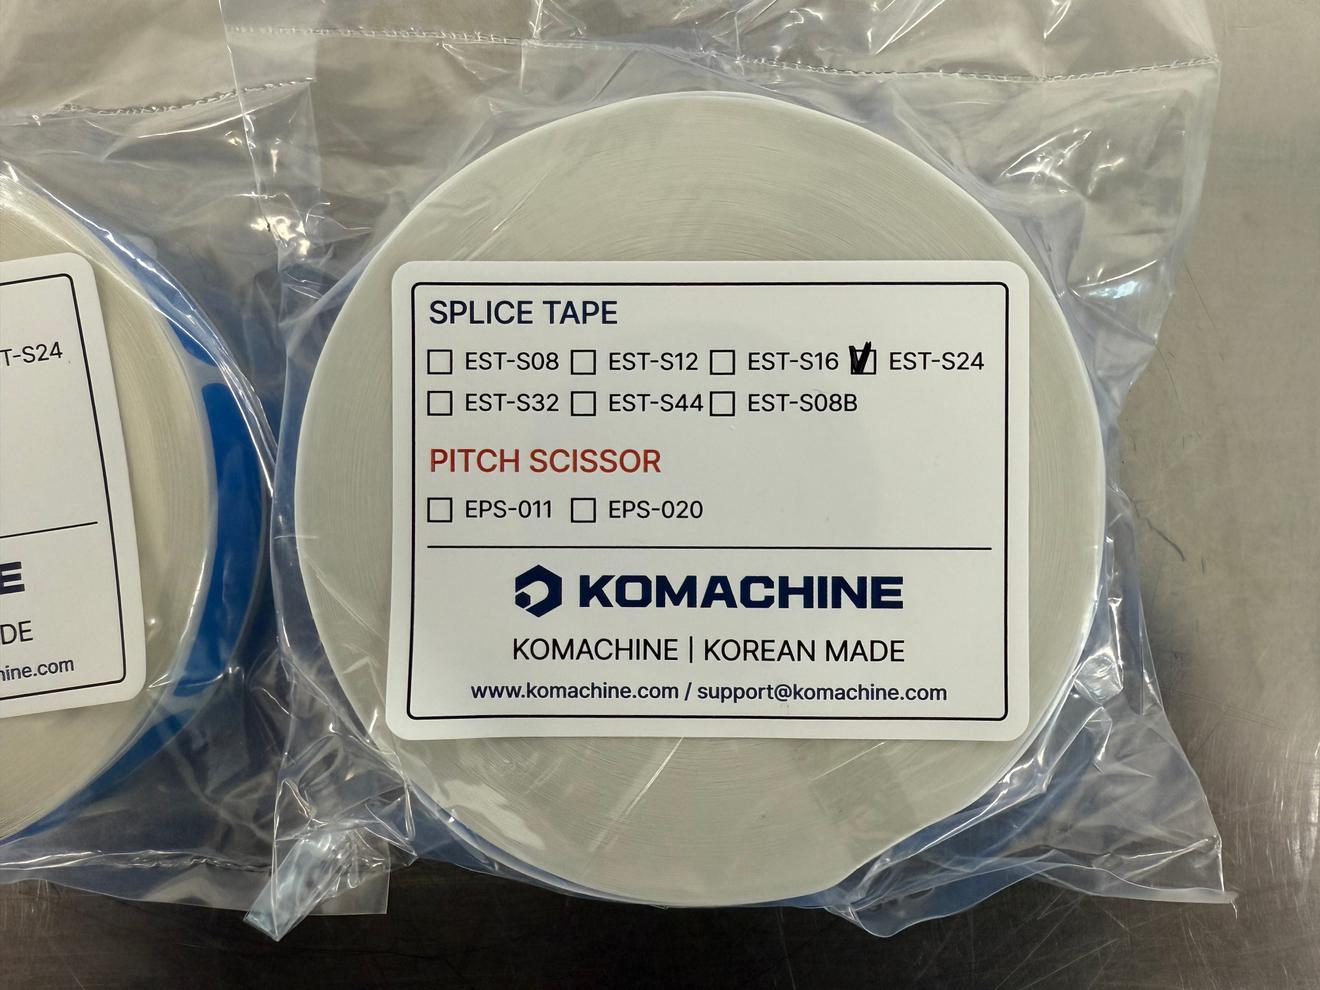 SPLICE TAPE
☐ EST-S08 ☐ EST-S12 ☐ EST-S16 ☑ EST-S24
☐ EST-S32 ☐ EST-S44 ☐ EST-S08B
PITCH SCISSOR
☐ EPS-011 ☐ EPS-020
KOMACHINE
KOMACHINE | KOREAN MADE
www.komachine.com / support@komachine.com
T-S24
E
DE
hine.com